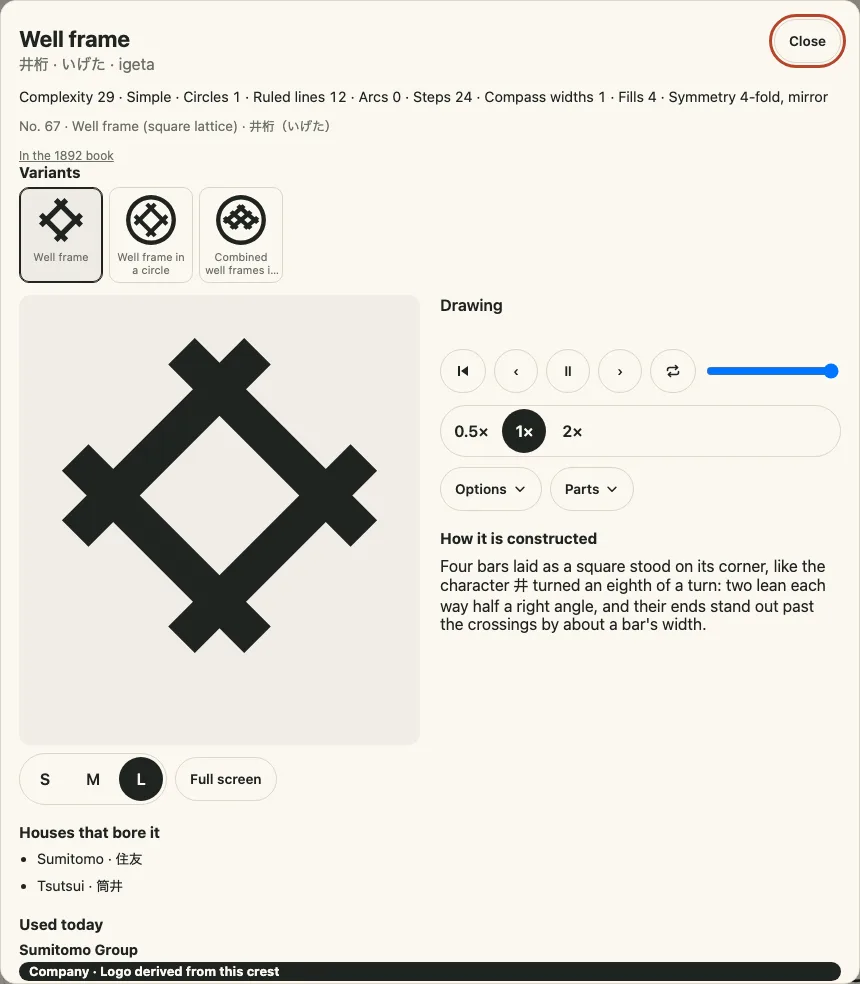 Well frame
Close
井桁 · いげた · igeta
Complexity 29 · Simple · Circles 1 · Ruled lines 12 · Arcs 0 · Steps 24 · Compass widths 1 · Fills 4 · Symmetry 4-fold, mirror
No. 67 · Well frame (square lattice) · 井桁（いげた）
In the 1892 book
Variants
Well frame
Well frame in
a circle
Combined
well frames i...
Drawing
0.5×
1×
2×
Options
Parts
How it is constructed
Four bars laid as a square stood on its corner, like the
character 井 turned an eighth of a turn: two lean each
way half a right angle, and their ends stand out past
the crossings by about a bar's width.
S
M
L
Full screen
Houses that bore it
• Sumitomo · 住友
• Tsutsui · 筒井
Used today
Sumitomo Group
Company · Logo derived from this crest